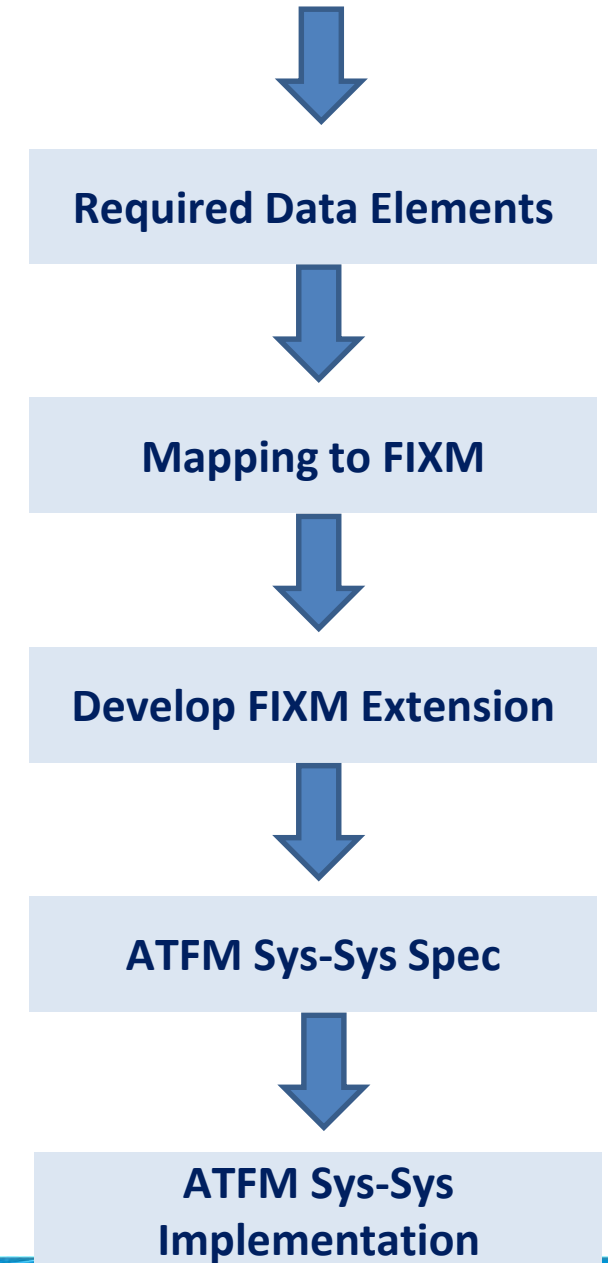 Required Data Elements
Mapping to FIXM
Develop FIXM Extension
ATFM Sys-Sys Spec
ATFM Sys-Sys
Implementation